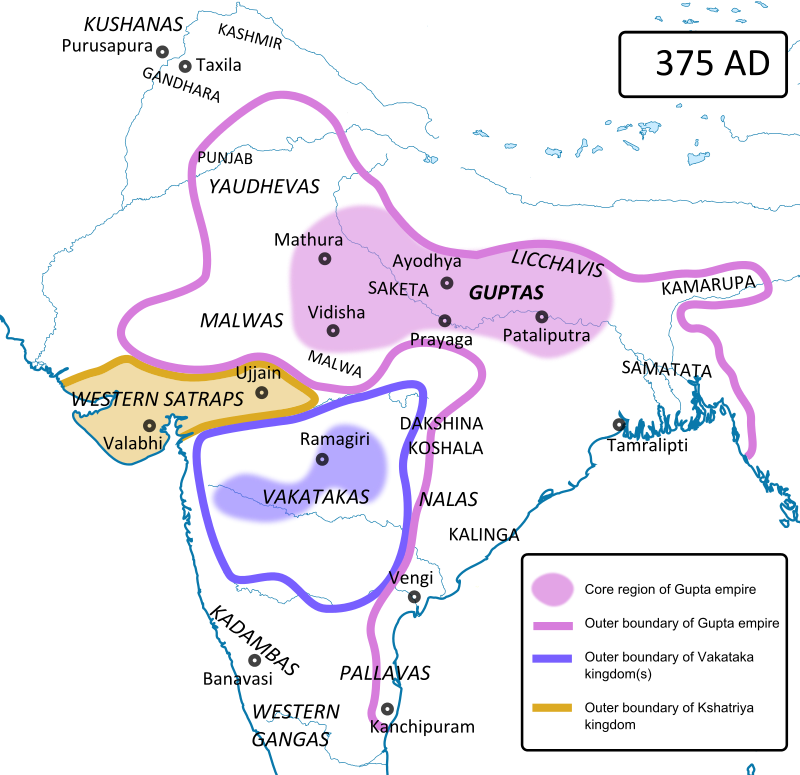 KUSHANAS
KASHMIR
375 AD
Purusapura
Taxila
GANDHARA
PUNJAB
YAUDHEVAS
Mathura
Ayodhya
LICCHAVIS
SAKETA
GUPTAS
KAMARUPA
Vidisha
MALWAS
Prayaga
Pataliputra
MALWA
Ujjain
SAMATATA
WESTERN SATRAPS
Valabhi
DAKSHINA
KOSHALA
Ramagiri
Tamralipti
VAKATAKAS
NALAS
KALINGA
Vengi
Core region of Gupta empire
Outer boundary of Gupta empire
Outer boundary of Vakataka
kingdom(s)
Outer boundary of Kshatriya
kingdom
KADAMBAS
Banavasi
PALLAVAS
WESTERN
GANGAS
Kanchipuram